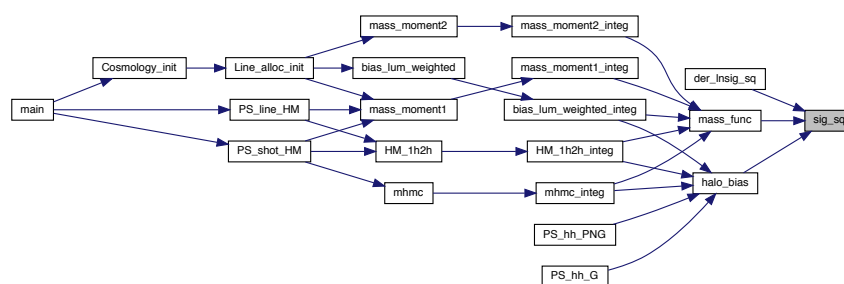 main
Cosmology_init
PS_line_HM
PS_shot_HM
Line_alloc_init
mass_moment2
bias_lum_weighted
mass_moment1
HM_1h2h
mhmc
mass_moment2_integ
mass_moment1_integ
bias_lum_weighted_integ
HM_1h2h_integ
mhmc_integ
PS_hh_PNG
PS_hh_G
der_lnsig_sq
mass_func
halo_bias
sig_sq